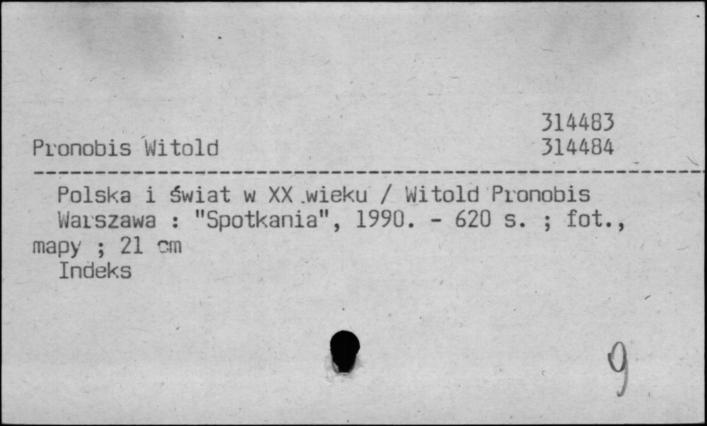 314483
Pronobis Witold 314484
Polska i świat w XX wieku / Witold Pronobis
Warszawa : "Spotkania", 1990. - 620 s. ; fot.,
mapy ; 21 cm
Indeks
9